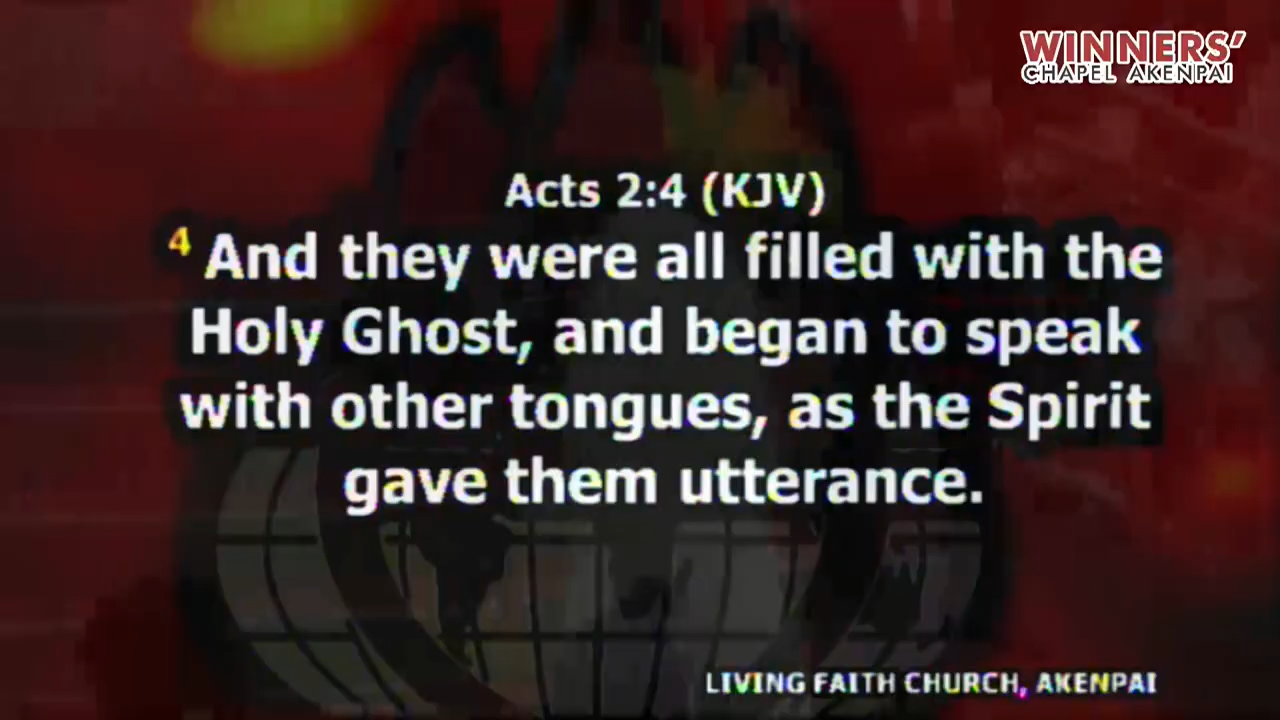 WINNERS'
CHAPEL AKENPAI
Acts 2:4 (KJV)
4 And they were all filled with the
Holy Ghost, and began to speak
with other tongues, as the Spirit
gave them utterance.
LIVING FAITH CHURCH, AKENPAI